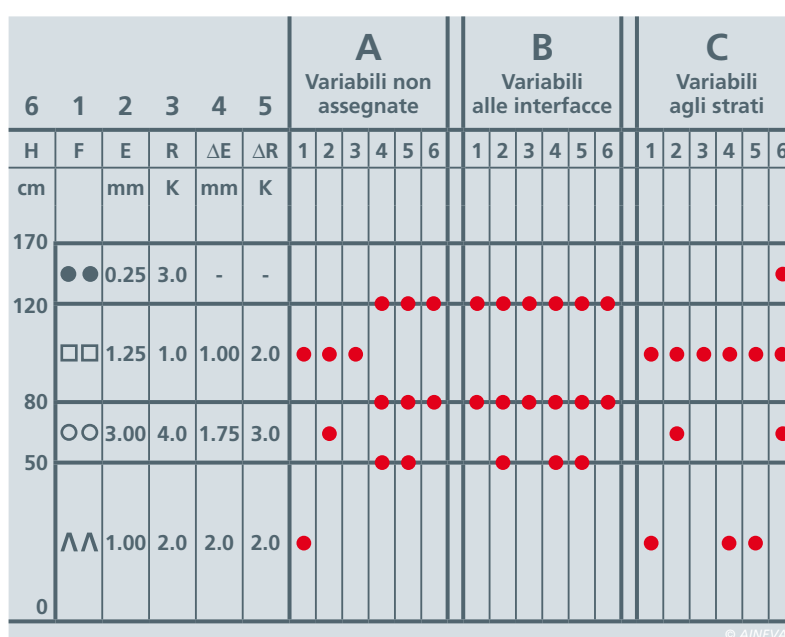 A B C
Variabili non Variabili Variabili
6 1 2 3 4 5 assegnate alle interfacce agli strati
H F E R ΔE ΔR 1 2 3 4 5 6 1 2 3 4 5 6 1 2 3 4 5 6
cm mm K mm K
170
0.25 3.0 - -
120
1.25 1.0 1.00 2.0
80
3.00 4.0 1.75 3.0
50
1.00 2.0 2.0 2.0
0
© AINEVA